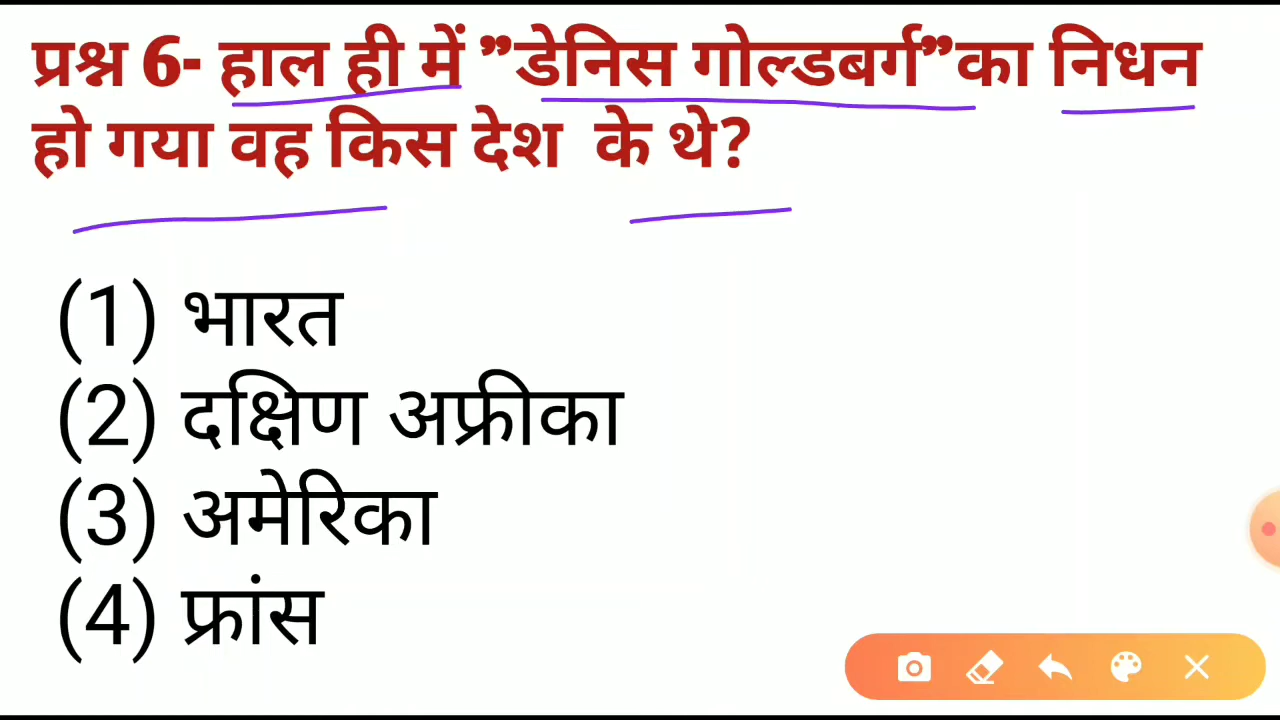 प्रश्न 6- हाल ही में ”डेनिस गोल्डबर्ग”का निधन
हो गया वह किस देश के थे?
(1) भारत
(2) दक्षिण अफ्रीका
(3) अमेरिका
(4) फ्रांस